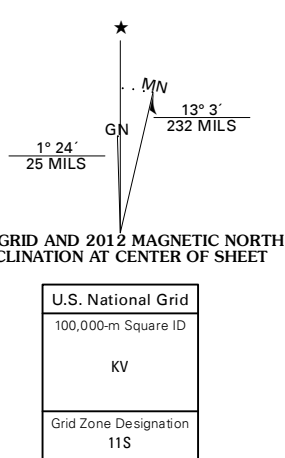 ★
MN
GN
13° 3´
232 MILS
1° 24´
25 MILS
GRID AND 2012 MAGNETIC NORTH
CLINATION AT CENTER OF SHEET
U.S. National Grid
100,000-m Square ID
KV
Grid Zone Designation
11S